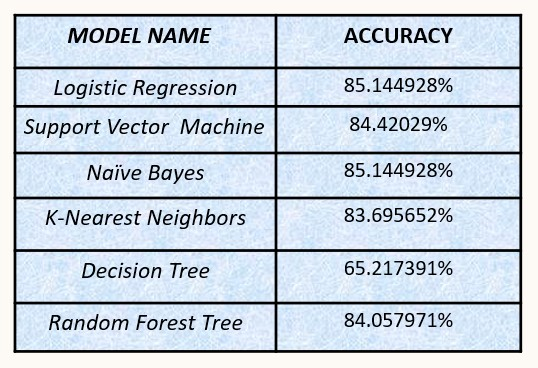 MODEL NAME ACCURACY
Logistic Regression 85.144928%
Support Vector Machine 84.42029%
Naïve Bayes 85.144928%
K-Nearest Neighbors 83.695652%
Decision Tree 65.217391%
Random Forest Tree 84.057971%